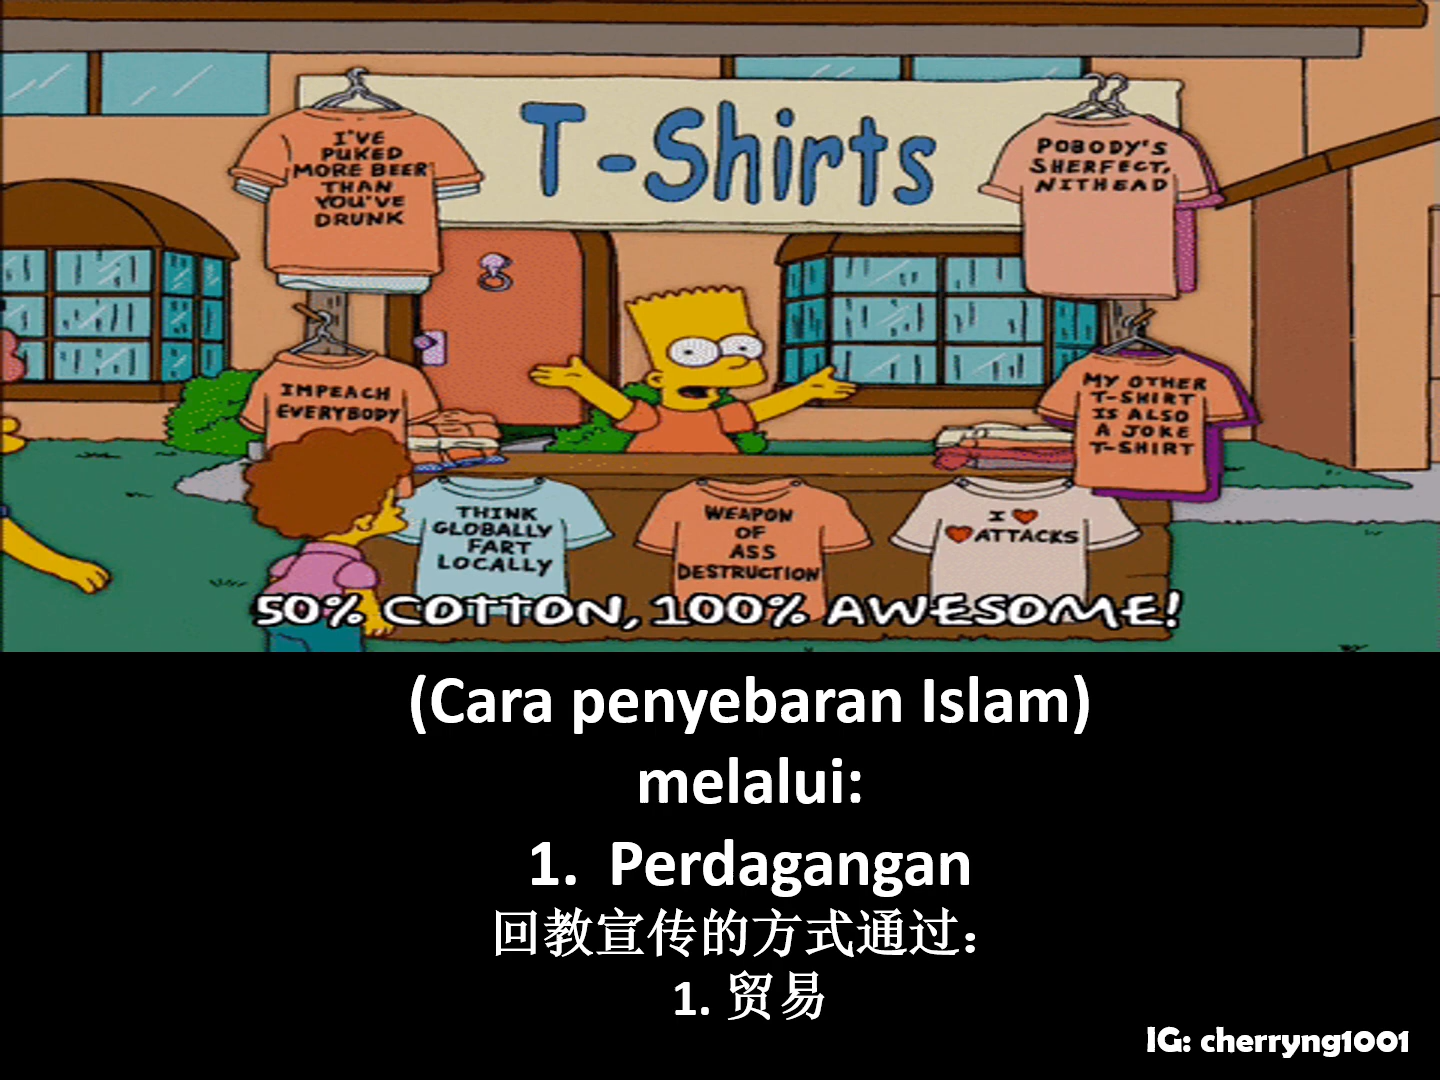 T-Shirts
I'VE
PUKED
MORE BEER
THAN
YOU'VE
DRUNK
POBODY'S
SHERFECT,
NITHEAD
IMPEACH
EVERYBODY
MY OTHER
T-SHIRT
IS ALSO
A JOKE
T-SHIRT
THINK
GLOBALLY
FART
LOCALLY
WEAPON
OF
ASS
DESTRUCTION
I ♥
♥ ATTACKS
50% COTTON, 100% AWESOME!
(Cara penyebaran Islam)
melalui:
1. Perdagangan
回教宣传的方式通过：
1. 贸易
IG: cherryng1001